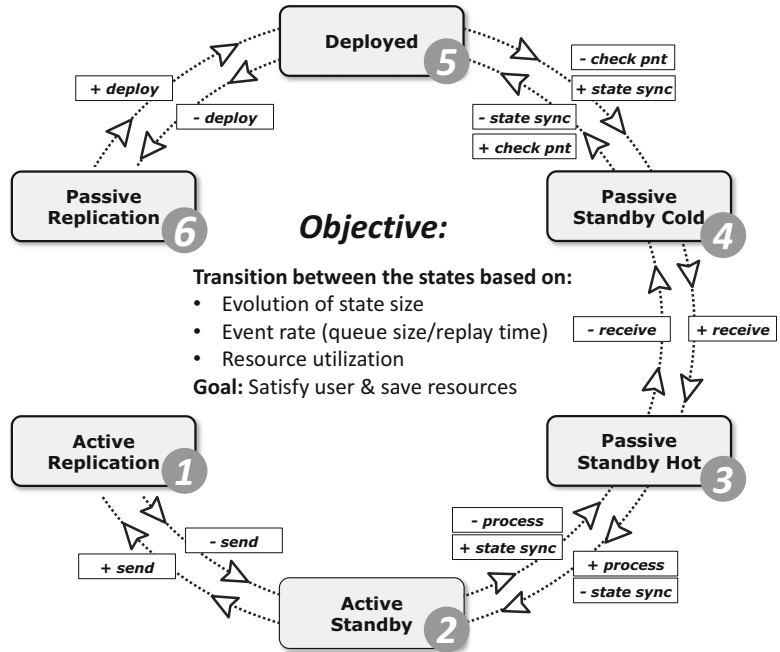 Deployed
5
- check pnt
+ state sync
+ deploy
- deploy
- state sync
+ check pnt
Passive
Replication
6
Passive
Standby Cold
4
Objective:
Transition between the states based on:
• Evolution of state size
• Event rate (queue size/replay time)
• Resource utilization
Goal: Satisfy user & save resources
- receive
+ receive
Active
Replication
1
Passive
Standby Hot
3
- send
+ send
- process
+ state sync
+ process
- state sync
Active
Standby
2